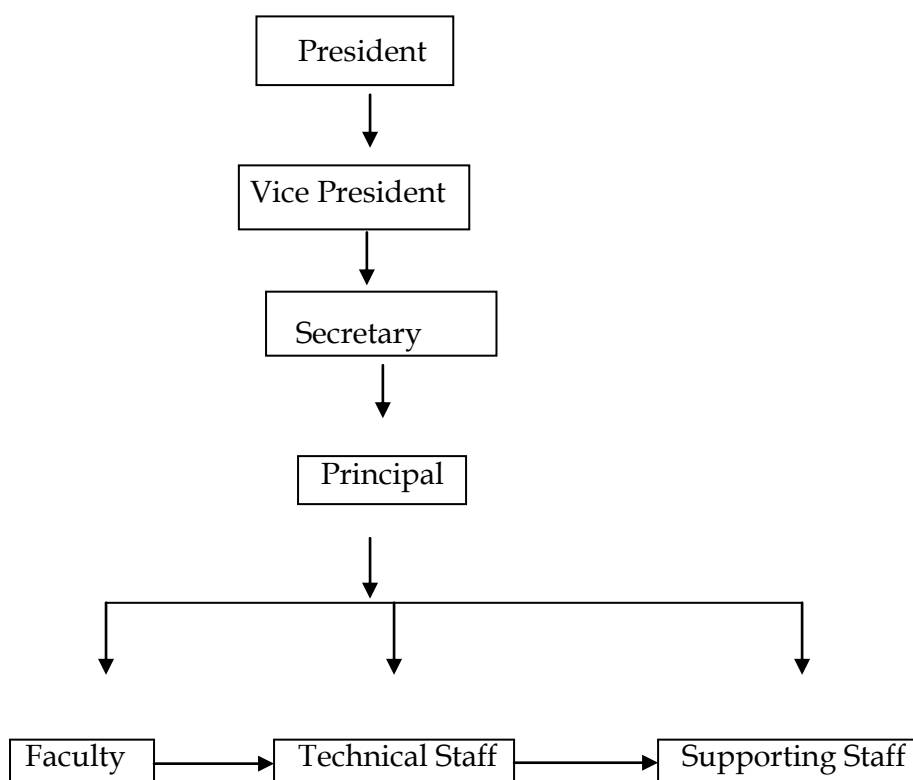 President
Vice President
Secretary
Principal
Faculty
Technical Staff
Supporting Staff